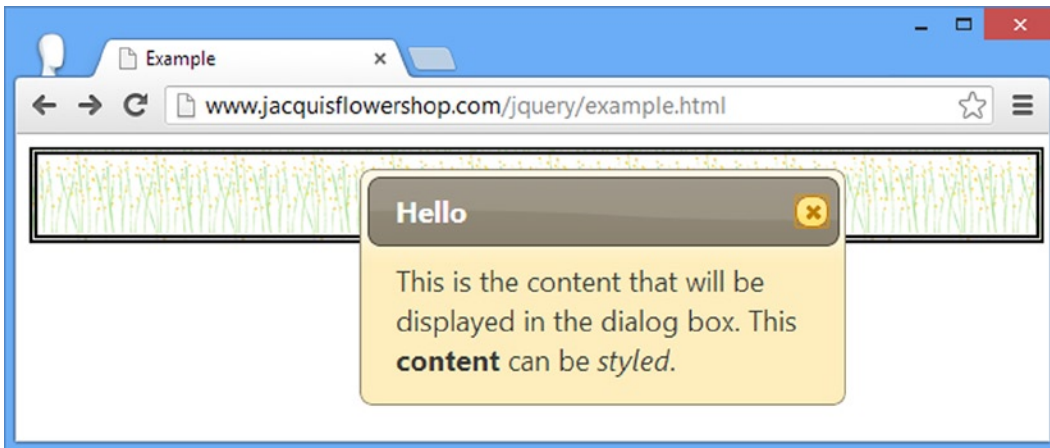 Example
www.jacquisflowershop.com/jquery/example.html
Hello
This is the content that will be
displayed in the dialog box. This
content can be styled.